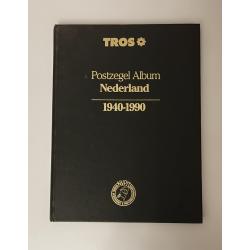 TROS
Postzegel Album
Nederland
1940-1990